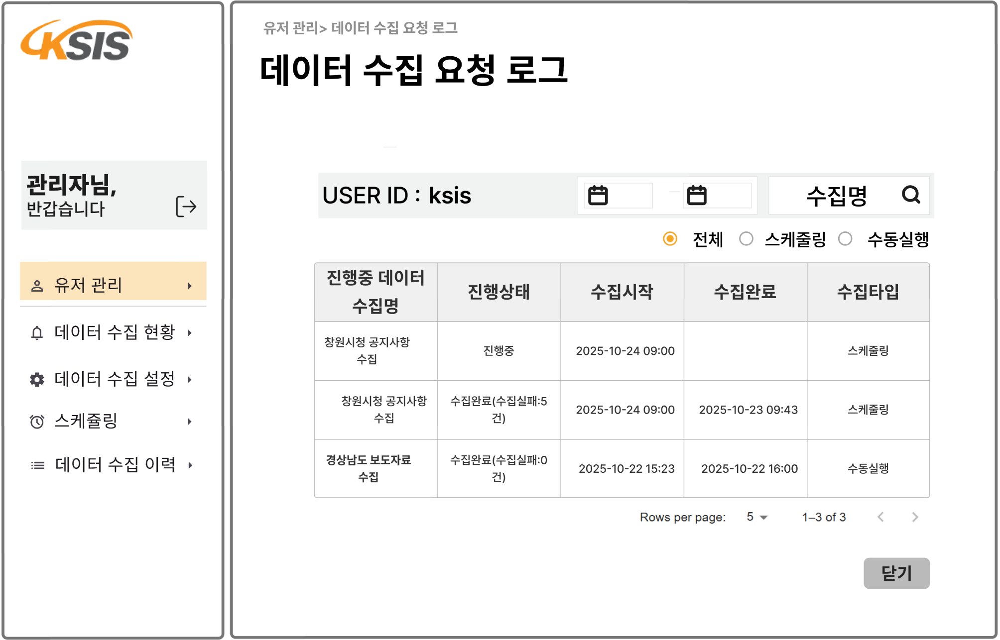 KSIS
관리자님,
반갑습니다
유저 관리
데이터 수집 현황
데이터 수집 설정
스케쥴링
데이터 수집 이력
유저 관리> 데이터 수집 요청 로그
데이터 수집 요청 로그
USER ID : ksis
수집명
전체 스케줄링 수동실행
진행중 데이터
수집명
진행상태
수집시작
수집완료
수집타입
창원시청 공지사항
수집
진행중
2025-10-24 09:00
스케줄링
창원시청 공지사항
수집
수집완료(수집실패:5
건)
2025-10-24 09:00
2025-10-23 09:43
스케줄링
경상남도 보도자료
수집
수집완료(수집실패:0
건)
2025-10-22 15:23
2025-10-22 16:00
수동실행
Rows per page: 5 1–3 of 3
닫기